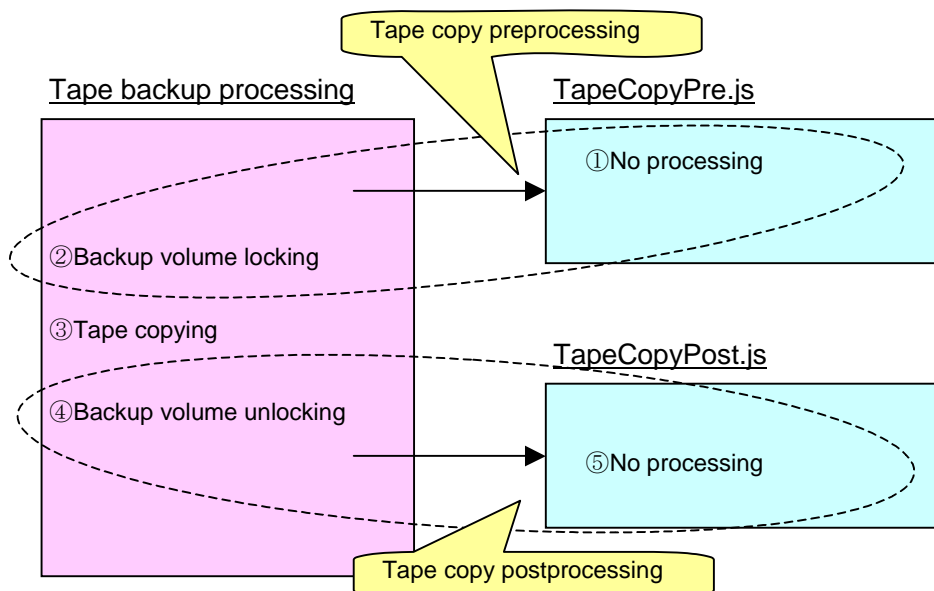 Tape copy preprocessing
Tape backup processing
TapeCopyPre.js
①No processing
②Backup volume locking
③Tape copying
TapeCopyPost.js
④Backup volume unlocking
⑤No processing
Tape copy postprocessing